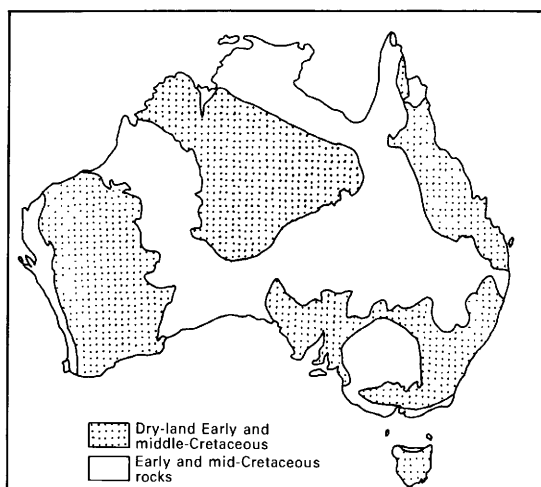 Dry-land Early and
middle-Cretaceous
Early and mid-Cretaceous
rocks